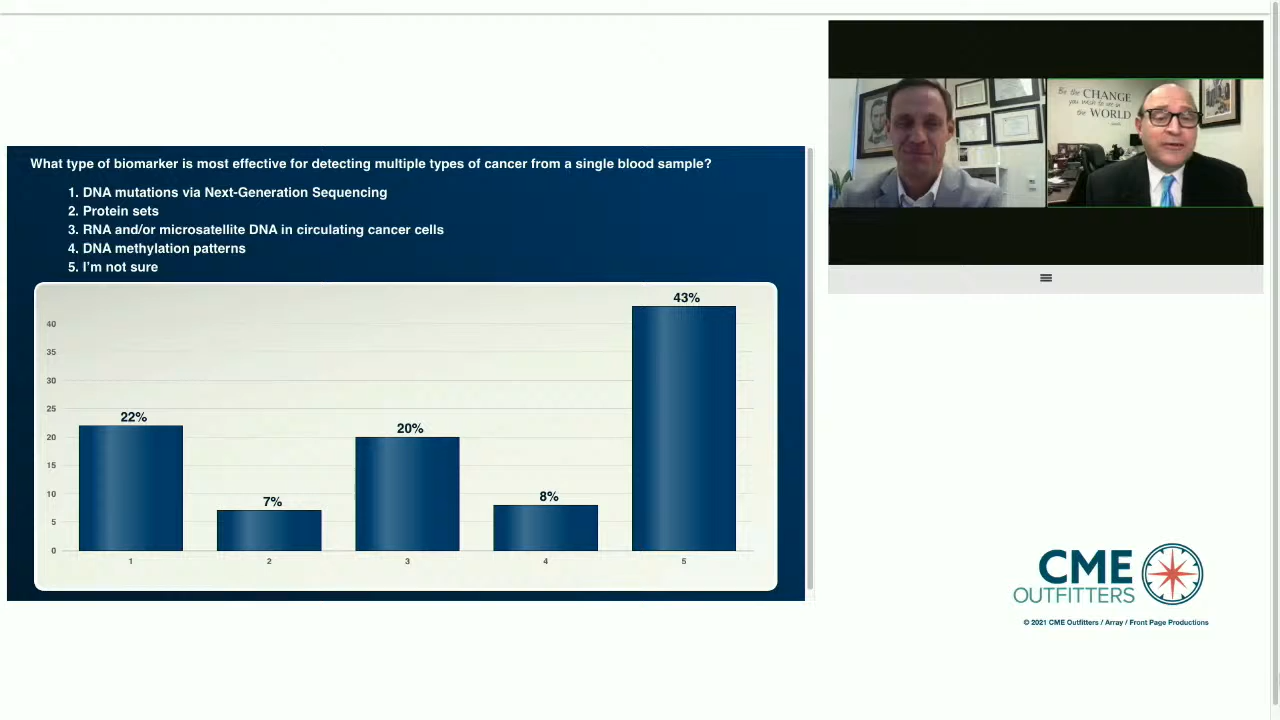 What type of biomarker is most effective for detecting multiple types of cancer from a single blood sample?
1. DNA mutations via Next-Generation Sequencing
2. Protein sets
3. RNA and/or microsatellite DNA in circulating cancer cells
4. DNA methylation patterns
5. I'm not sure
43%
40
35
30
25
22%
20%
20
15
10
8%
7%
5
0
1
2
3
4
5
Be the CHANGE
you wish to see in
the WORLD
CME
OUTFITTERS
© 2021 CME Outfitters / Array / Front Page Productions